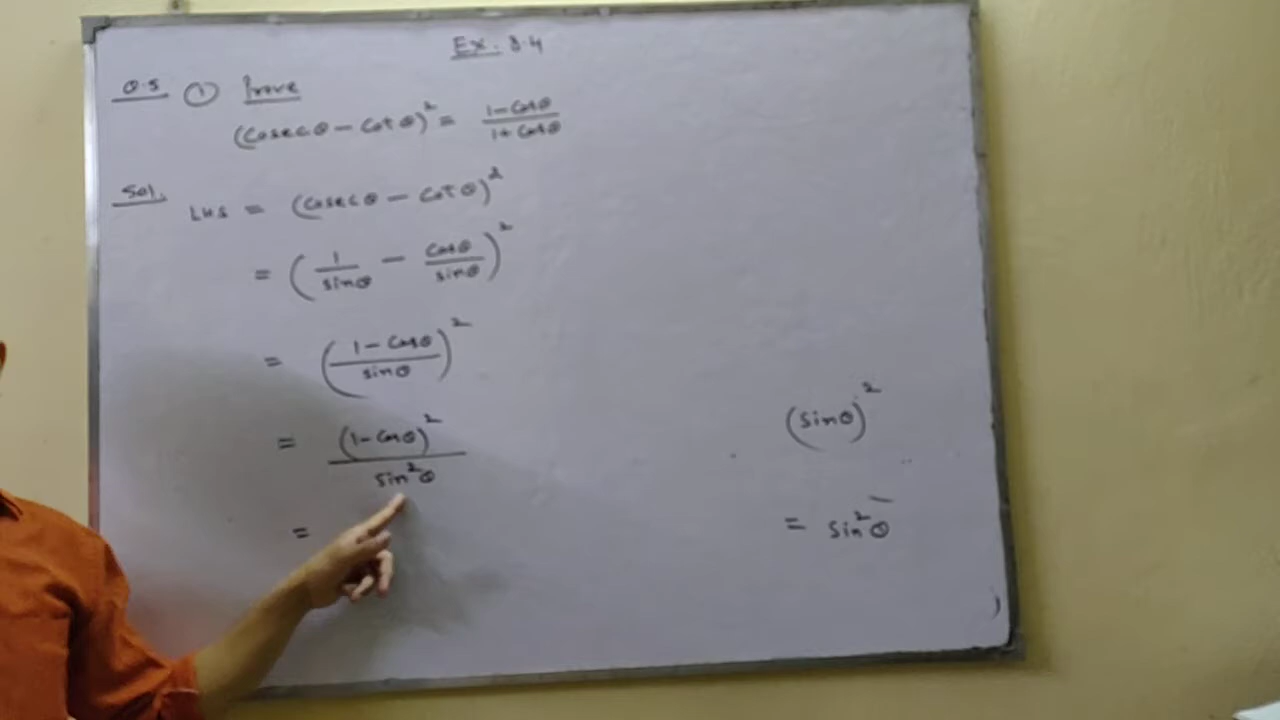 Ex. 8.4
Q.5 ① Prove
(Cosecθ - Cotθ)² = 1 - Cosθ / 1 + Cosθ
Sol. LHS = (Cosecθ - Cotθ)²
= (1/sinθ - Cosθ/sinθ)²
= (1 - Cosθ / sinθ)²
= (1 - Cosθ)² / sin²θ
=
(sinθ)²
= sin²θ